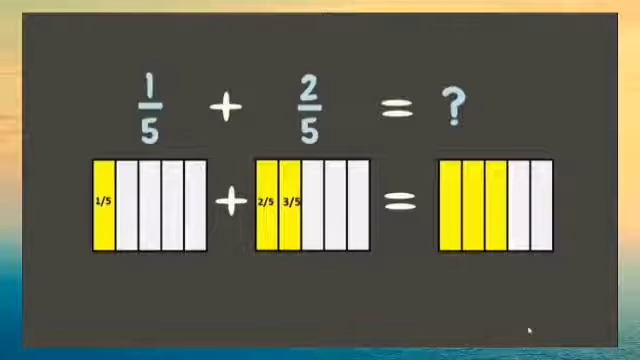 1/5 + 2/5 = ?
1/5 + 2/5 3/5 =